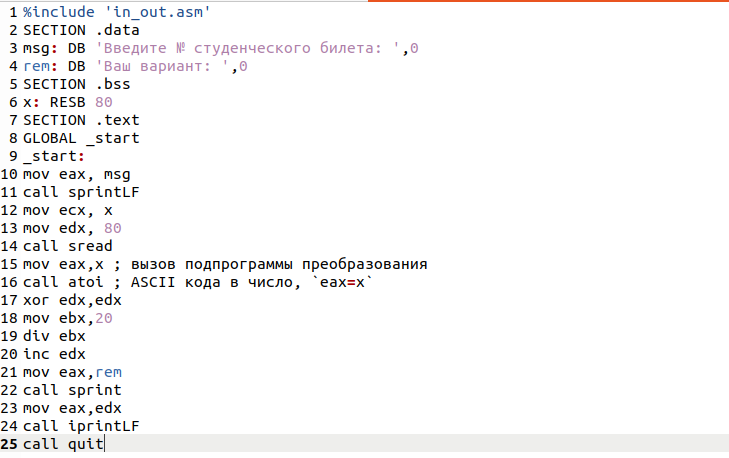 1 %include 'in_out.asm'
2 SECTION .data
3 msg: DB 'Введите № студенческого билета: ',0
4 rem: DB 'Ваш вариант: ',0
5 SECTION .bss
6 x: RESB 80
7 SECTION .text
8 GLOBAL _start
9 _start:
10 mov eax, msg
11 call sprintLF
12 mov ecx, x
13 mov edx, 80
14 call sread
15 mov eax,x ; вызов подпрограммы преобразования
16 call atoi ; ASCII кода в число, `eax=x`
17 xor edx,edx
18 mov ebx,20
19 div ebx
20 inc edx
21 mov eax,rem
22 call sprint
23 mov eax,edx
24 call iprintLF
25 call quit